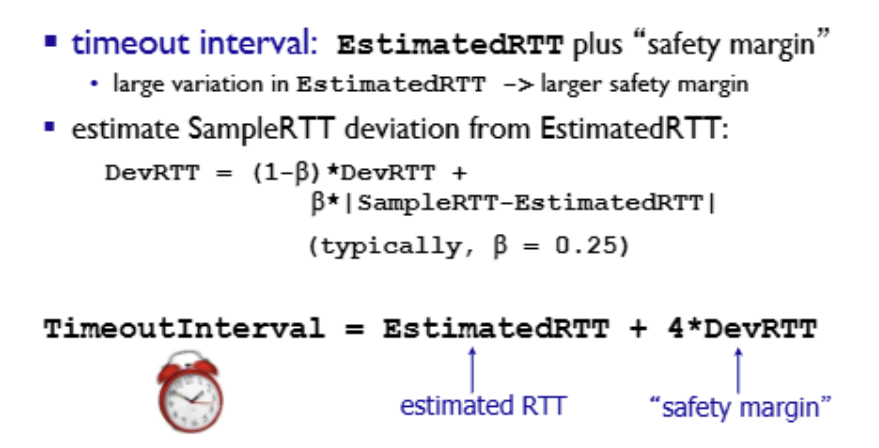 ▪ timeout interval: EstimatedRTT plus “safety margin”
• large variation in EstimatedRTT -> larger safety margin
▪ estimate SampleRTT deviation from EstimatedRTT:
DevRTT = (1-β)*DevRTT +
β*|SampleRTT-EstimatedRTT|
(typically, β = 0.25)
TimeoutInterval = EstimatedRTT + 4*DevRTT
estimated RTT “safety margin”